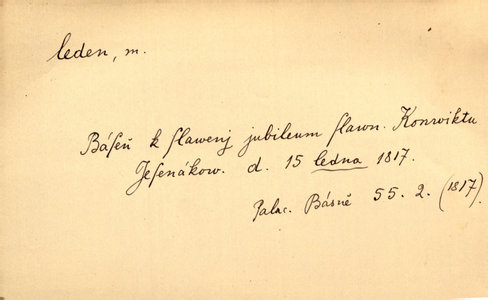 leden, m.
Báſeň k ſlawenj jubileum ſlawn. Konwiktu
Jeſenákow. d. 15 ledna 1817.
Palac. Básně 55. 2. (1817).